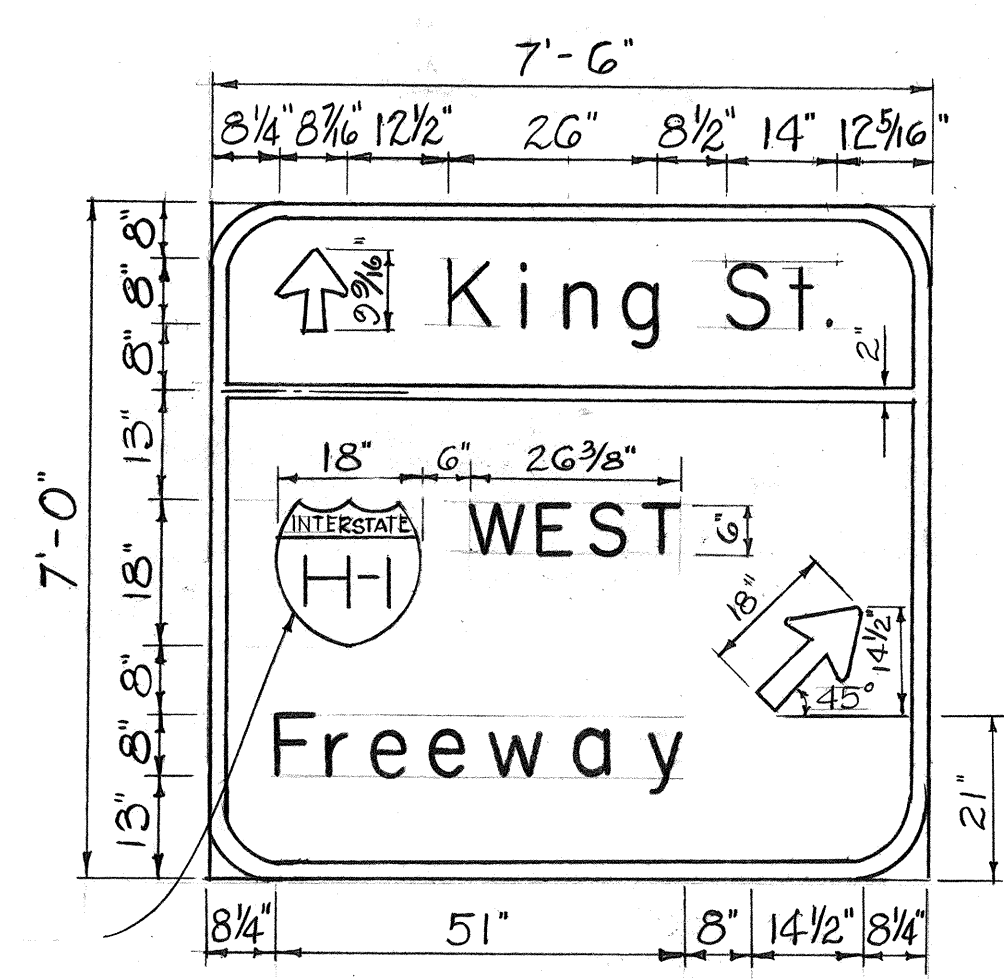 7'-6"
8¼" 8⁷⁄₁₆" 12½" 26" 8½" 14" 12⁵⁄₁₆"
8"
8"
8"
13"
18"
8"
8"
13"
7'-0"
9⁹⁄₁₆"
King St.
2"
18" 6" 26³⁄₈"
INTERSTATE
H-1
WEST
6"
18"
14½"
45°
Freeway
21"
8¼" 51" 8" 14½" 8¼"